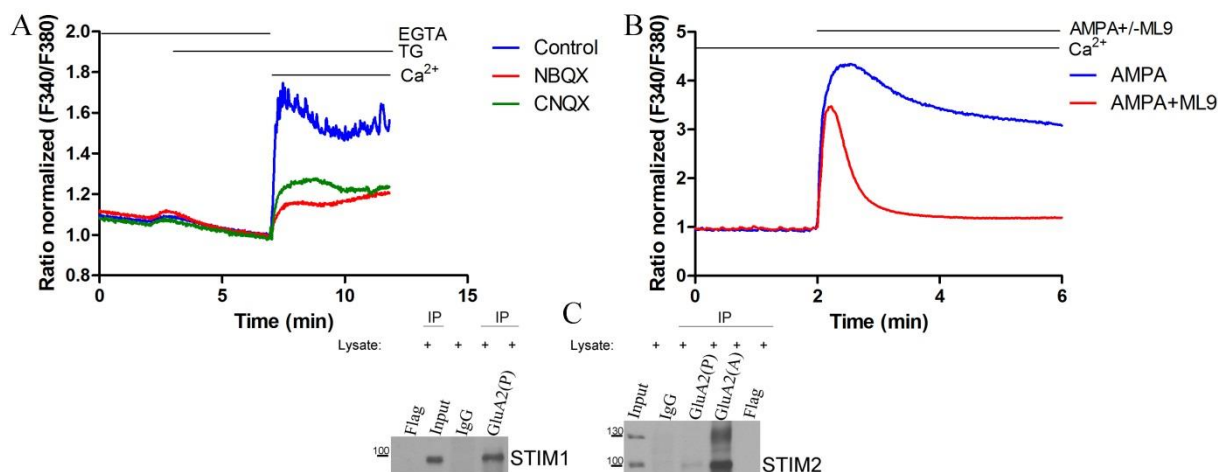 A
Ratio normalized (F340/F380)
2.0
1.8
1.6
1.4
1.2
1.0
0.8
0
5
10
15
Time (min)
EGTA
TG
Ca²⁺
Control
NBQX
CNQX
B
Ratio normalized (F340/F380)
5
4
3
2
1
0
0
2
4
6
Time (min)
AMPA+/-ML9
Ca²⁺
AMPA
AMPA+ML9
C
IP IP
Lysate: + + + +
Flag Input IgG GluA2(P)
100
STIM1
IP
Lysate: + + + + +
Input IgG GluA2(P) GluA2(A) Flag
130
100
STIM2